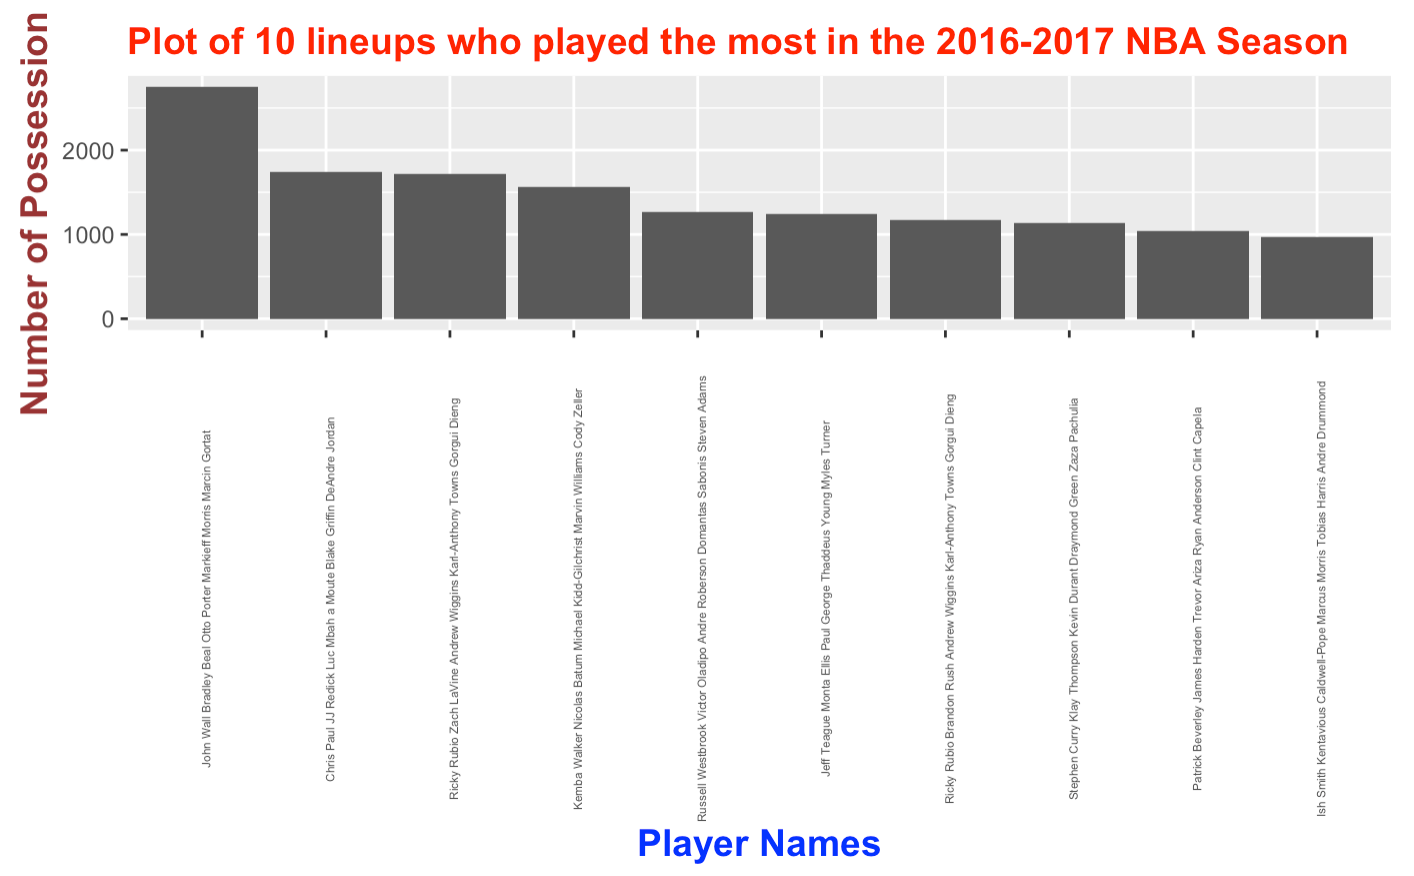 Plot of 10 lineups who played the most in the 2016-2017 NBA Season
Number of Possession
2000
1000
0
John Wall Bradley Beal Otto Porter Markieff Morris Marcin Gortat
Chris Paul JJ Redick Luc Mbah a Moute Blake Griffin DeAndre Jordan
Ricky Rubio Zach LaVine Andrew Wiggins Karl-Anthony Towns Gorgui Dieng
Kemba Walker Nicolas Batum Michael Kidd-Gilchrist Marvin Williams Cody Zeller
Russell Westbrook Victor Oladipo Andre Roberson Domantas Sabonis Steven Adams
Jeff Teague Monta Ellis Paul George Thaddeus Young Myles Turner
Ricky Rubio Brandon Rush Andrew Wiggins Karl-Anthony Towns Gorgui Dieng
Stephen Curry Klay Thompson Kevin Durant Draymond Green Zaza Pachulia
Patrick Beverley James Harden Trevor Ariza Ryan Anderson Clint Capela
Ish Smith Kentavious Caldwell-Pope Marcus Morris Tobias Harris Andre Drummond
Player Names